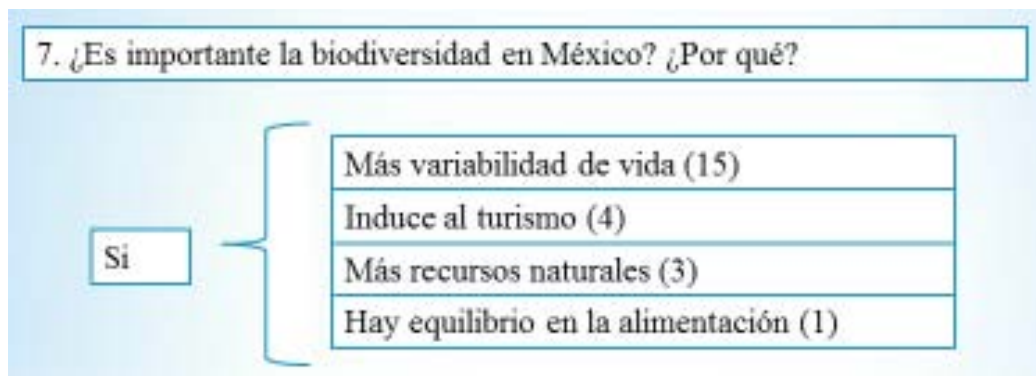 7. ¿Es importante la biodiversidad en México? ¿Por qué?
Más variabilidad de vida (15)
Induce al turismo (4)
Si
Más recursos naturales (3)
Hay equilibrio en la alimentación (1)